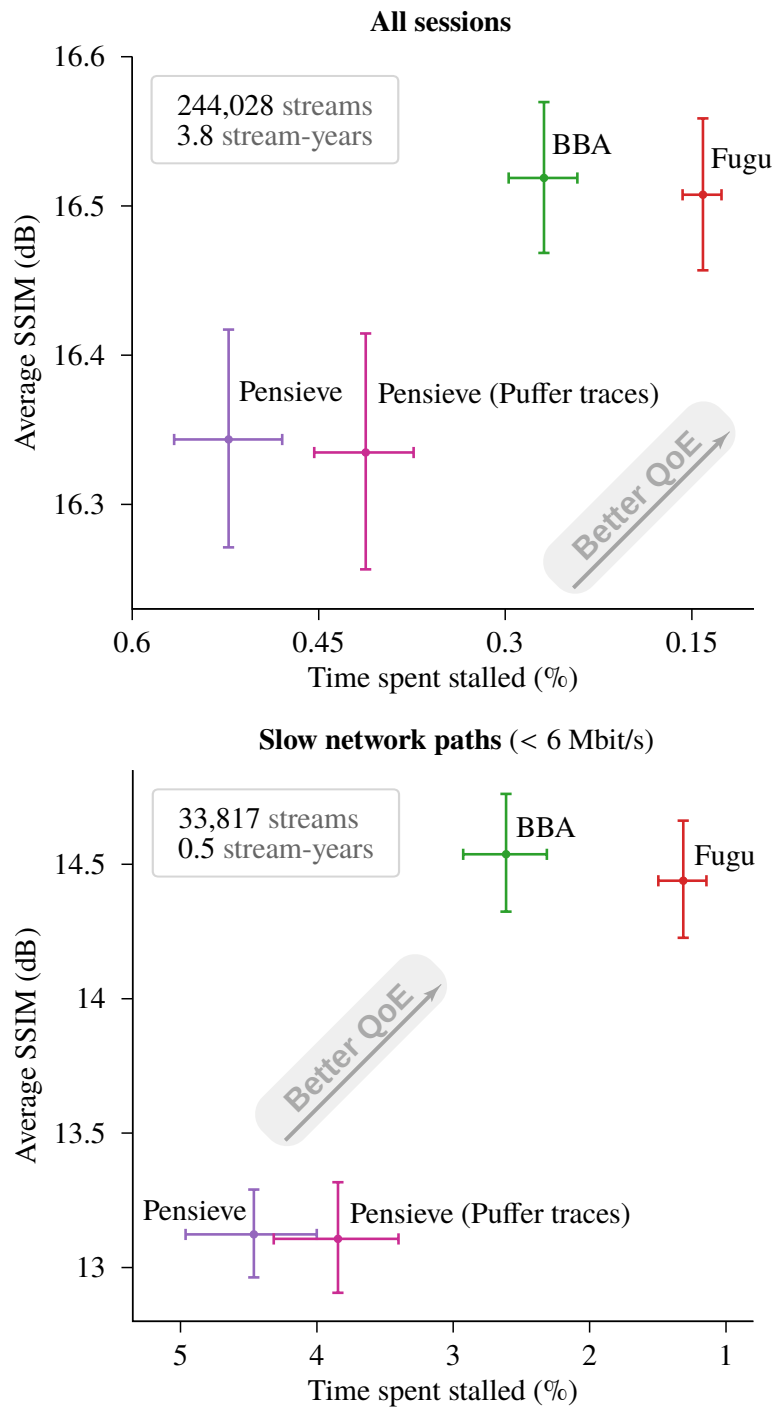 All sessions
16.6
244,028 streams
3.8 stream-years
BBA
Fugu
16.5
Average SSIM (dB)
16.4
Pensieve
Pensieve (Puffer traces)
Better QoE
16.3
0.6
0.45
0.3
0.15
Time spent stalled (%)
Slow network paths (< 6 Mbit/s)
33,817 streams
0.5 stream-years
BBA
Fugu
14.5
Average SSIM (dB)
14
Better QoE
13.5
Pensieve
Pensieve (Puffer traces)
13
5
4
3
2
1
Time spent stalled (%)